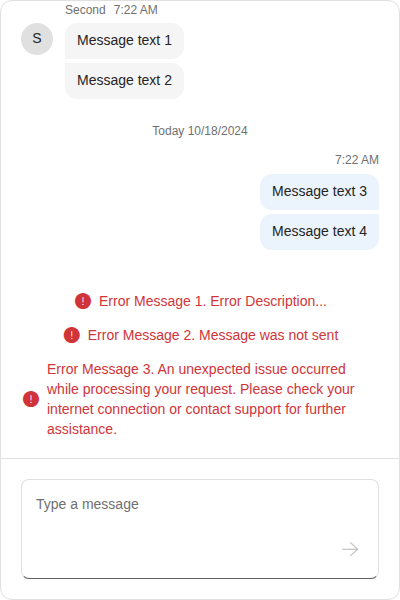 Second 7:22 AM
S
Message text 1
Message text 2
Today 10/18/2024
7:22 AM
Message text 3
Message text 4
! Error Message 1. Error Description...
! Error Message 2. Message was not sent
Error Message 3. An unexpected issue occurred
while processing your request. Please check your
! internet connection or contact support for further
assistance.
Type a message